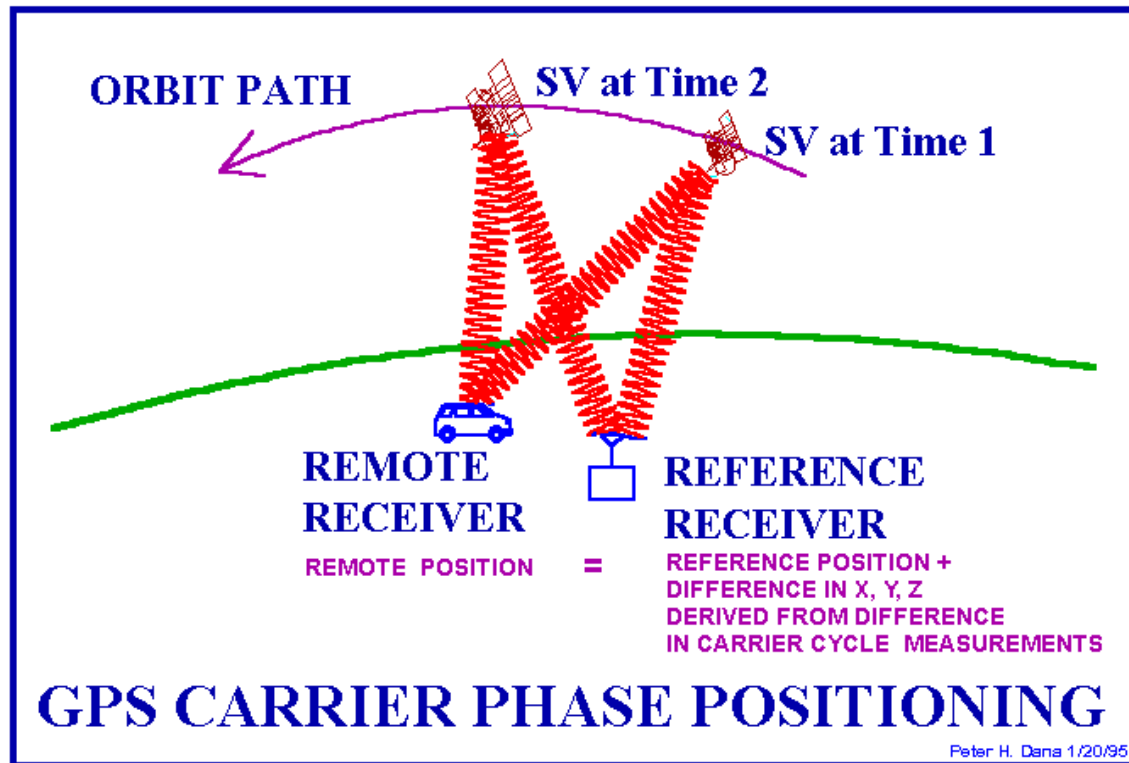 ORBIT PATH
SV at Time 2
SV at Time 1
REMOTE
RECEIVER
REFERENCE
RECEIVER
REMOTE POSITION =
REFERENCE POSITION +
DIFFERENCE IN X, Y, Z
DERIVED FROM DIFFERENCE
IN CARRIER CYCLE MEASUREMENTS
GPS CARRIER PHASE POSITIONING
Peter H. Dana 1/20/95